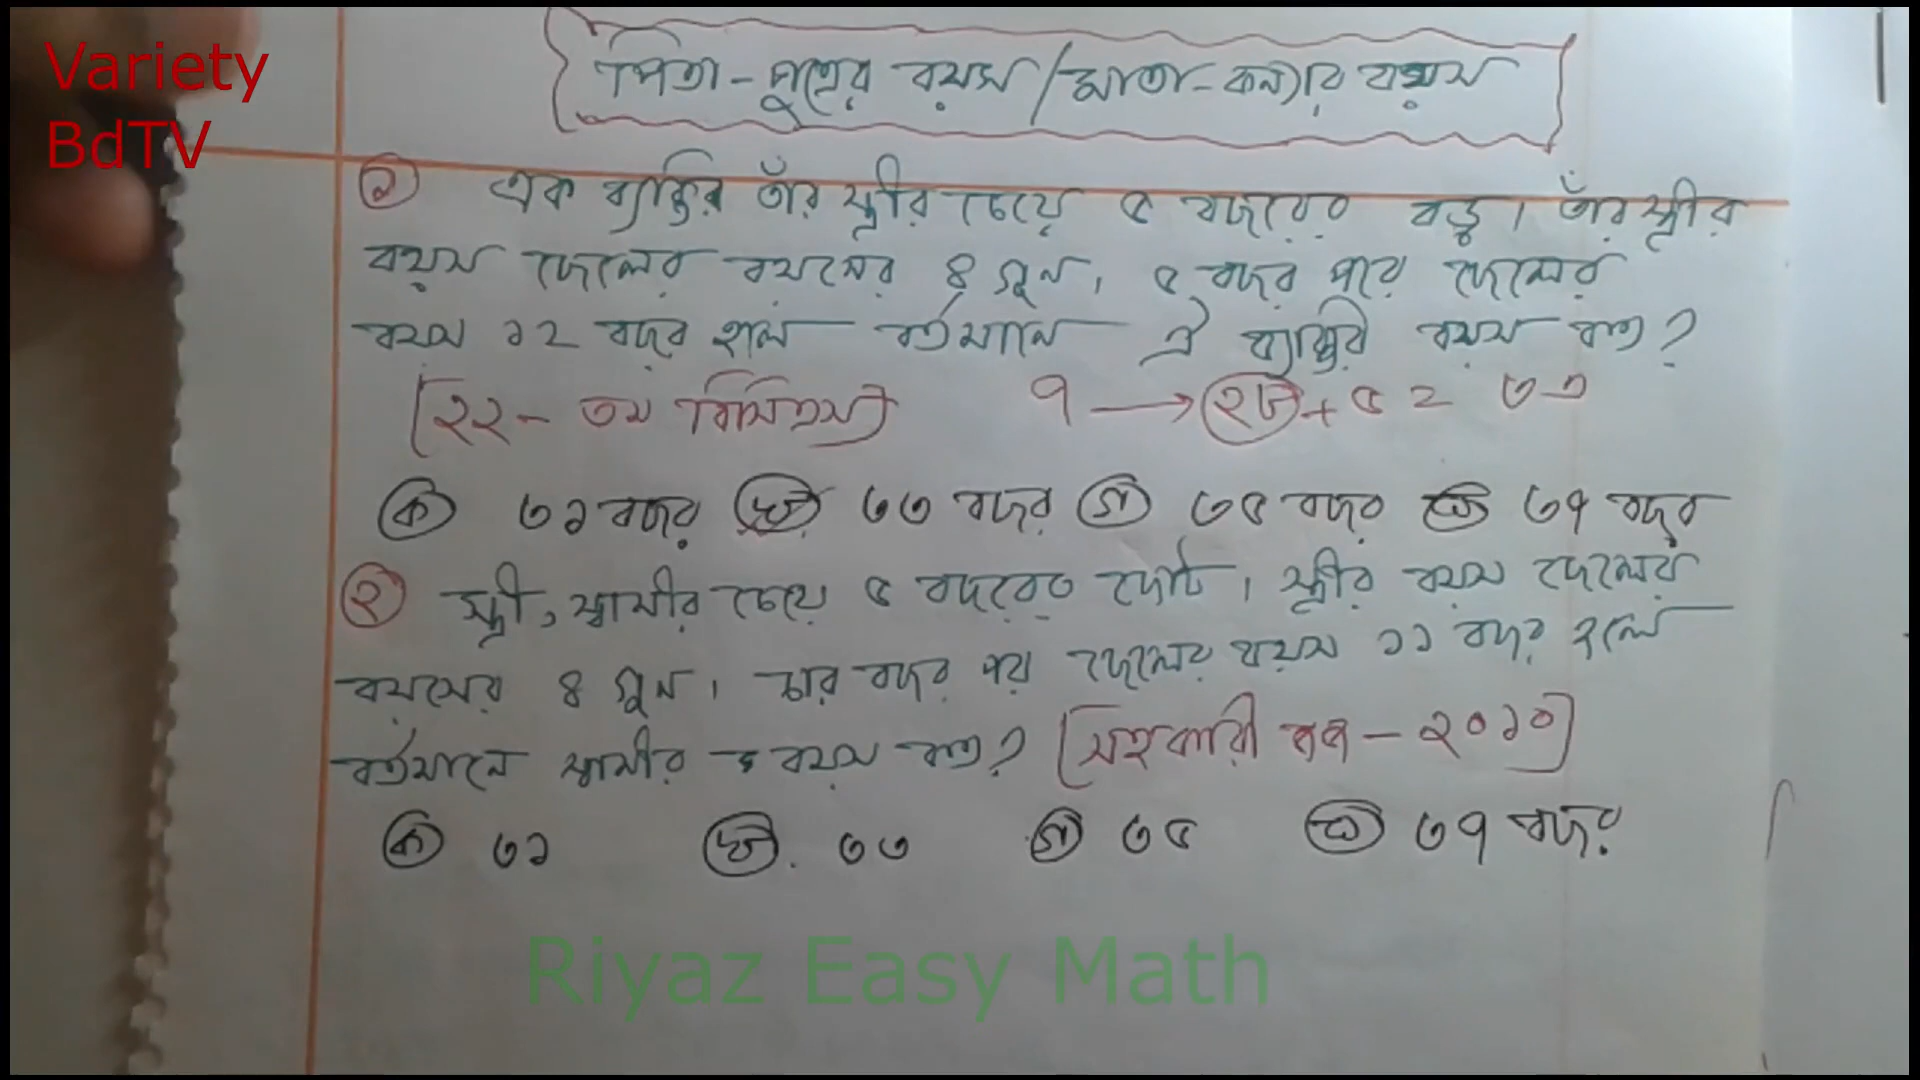 Variety
BdTV
পিতা-পুত্রের বয়স/মাতা-কন্যার বয়স
১ এক ব্যক্তির তাঁর স্ত্রীর চেয়ে ৫ বছরের বড়। তাঁর স্ত্রীর
বয়স ছেলের বয়সের ৪ গুন। ৫ বছর পরে ছেলের
বয়স ১২ বছর হলে বর্তমানে ঐ ব্যক্তির বয়স কত?
[২২- তম বিসিএস] ৭ → ২৮+৫ = ৩৩
ক ৩১ বছর খ ৩৩ বছর গ ৩৫ বছর ঘ ৩৭ বছর
২ স্ত্রী, স্বামীর চেয়ে ৫ বছরের ছোট। স্ত্রীর বয়স ছেলের
বয়সের ৪ গুন। চার বছর পর ছেলের বয়স ১১ বছর হলে
বর্তমানে স্বামীর বয়স কত? [সহকারী - ২০১০]
ক ৩১ খ. ৩৩ গ ৩৫ ঘ ৩৭ বছর
Riyaz Easy Math